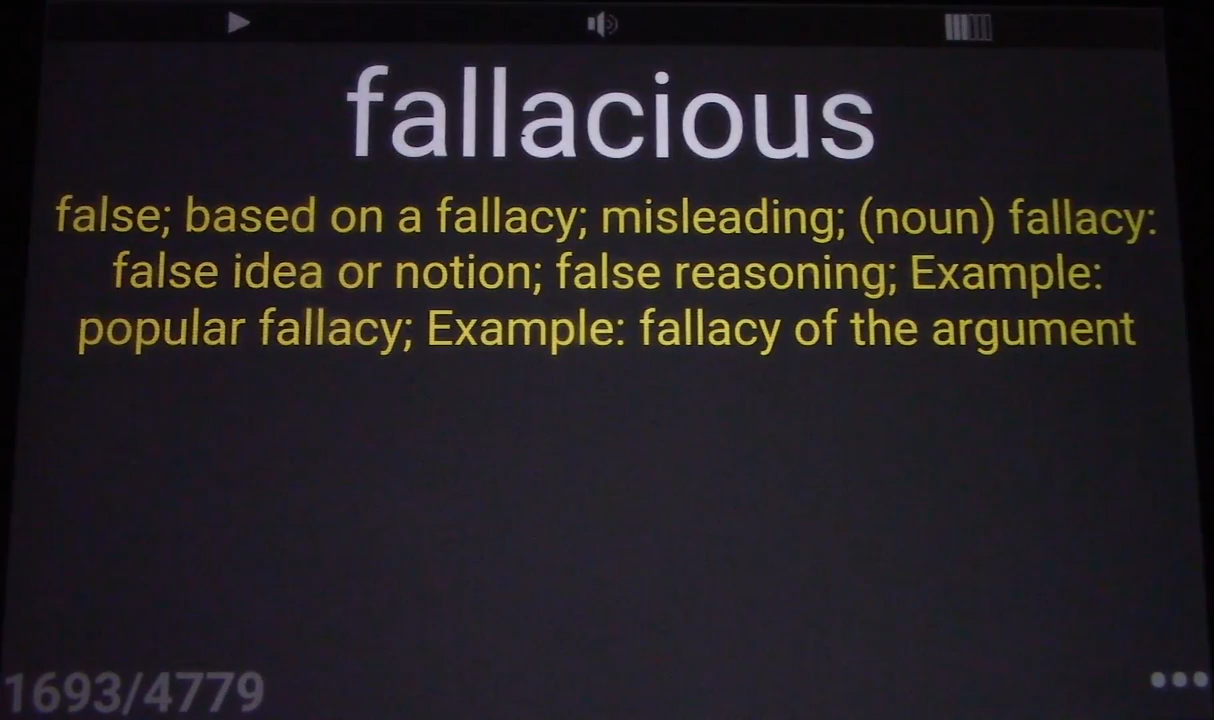 fallacious
false; based on a fallacy; misleading; (noun) fallacy:
false idea or notion; false reasoning; Example:
popular fallacy; Example: fallacy of the argument
1693/4779